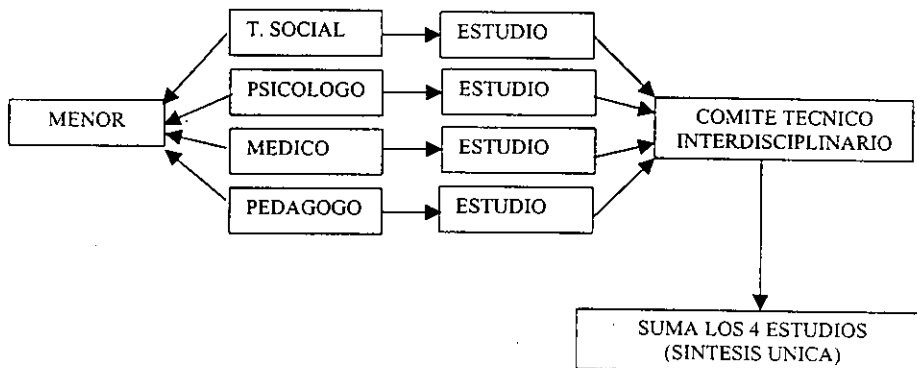 T. SOCIAL
ESTUDIO
PSICOLOGO
ESTUDIO
MENOR
COMITE TECNICO
INTERDISCIPLINARIO
MEDICO
ESTUDIO
PEDAGOGO
ESTUDIO
SUMA LOS 4 ESTUDIOS
(SINTESIS UNICA)